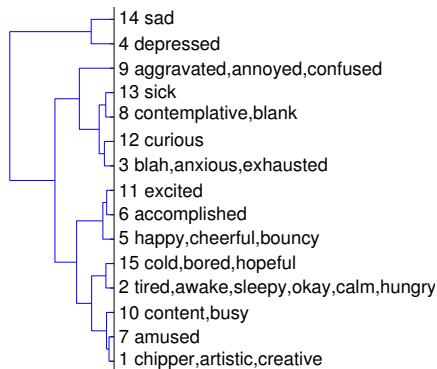 14 sad
4 depressed
9 aggravated,annoyed,confused
13 sick
8 contemplative,blank
12 curious
3 blah,anxious,exhausted
11 excited
6 accomplished
5 happy,cheerful,bouncy
15 cold,bored,hopeful
2 tired,awake,sleepy,okay,calm,hungry
10 content,busy
7 amused
1 chipper,artistic,creative